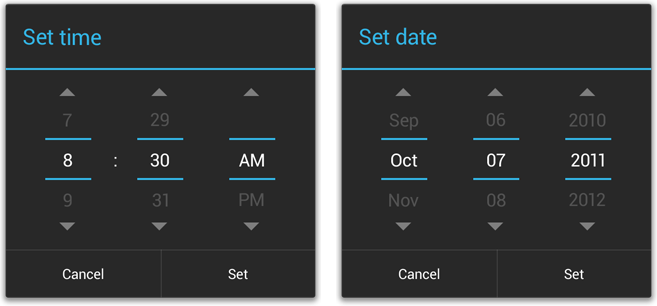 Set time
7 29
8 : 30 AM
9 31 PM
Cancel Set
Set date
Sep 06 2010
Oct 07 2011
Nov 08 2012
Cancel Set